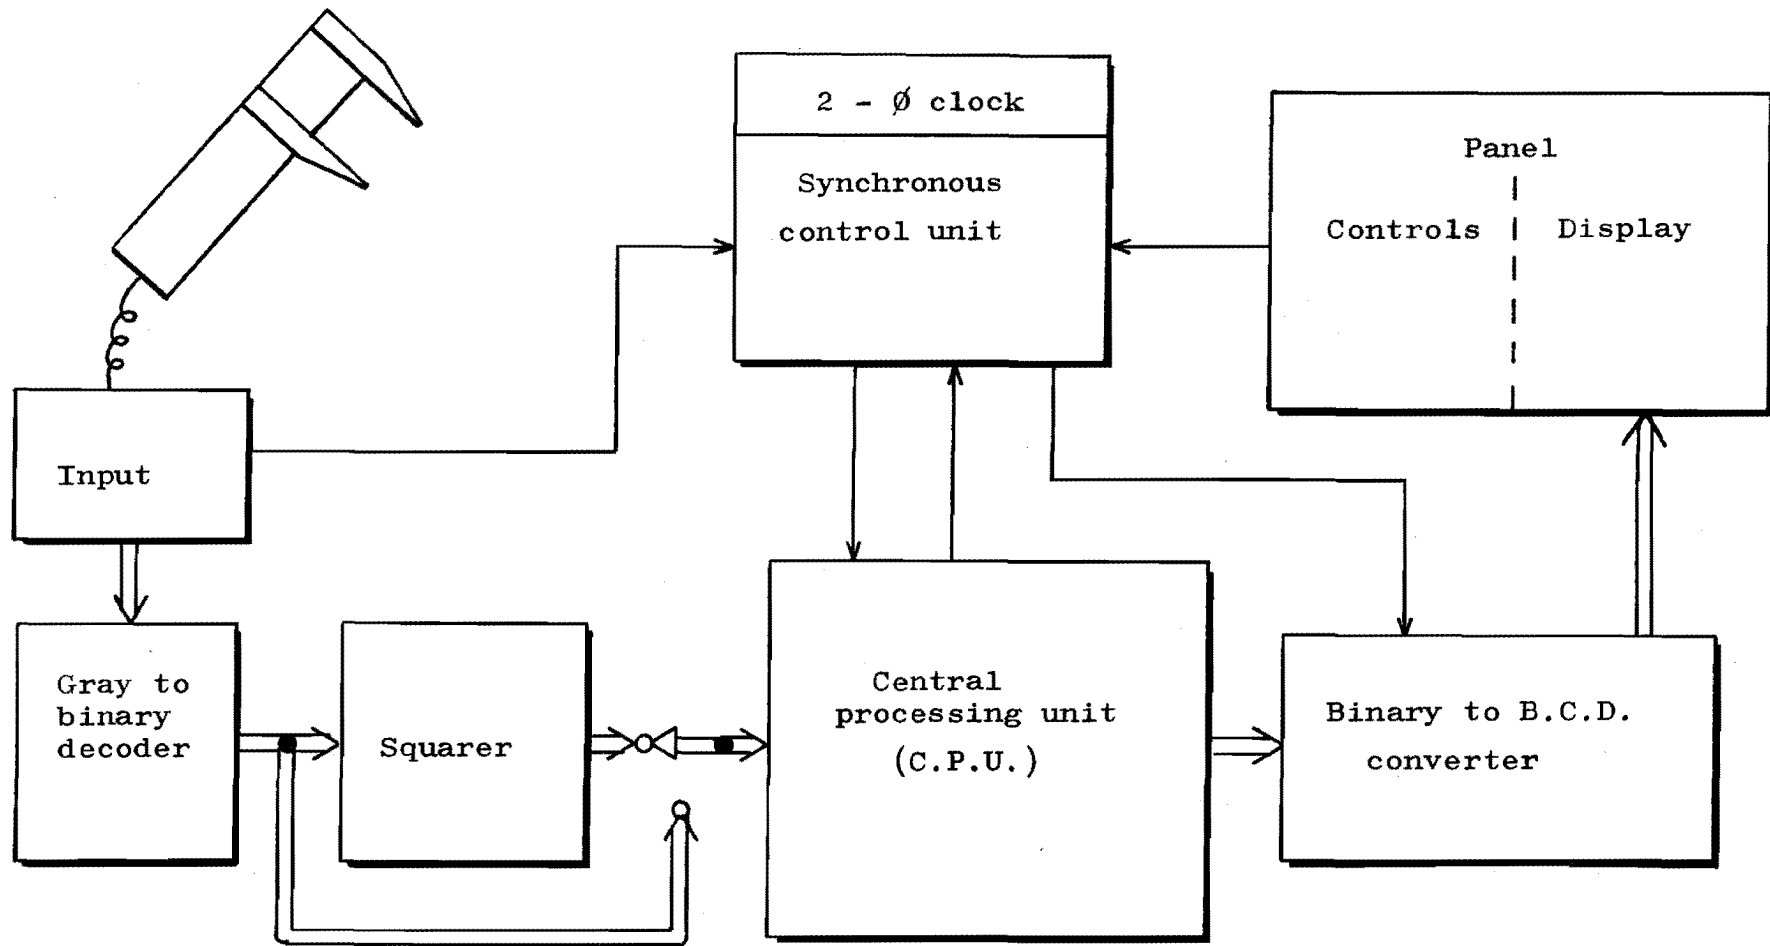 2 - Ø clock
Synchronous
control unit
Panel
Controls
Display
Input
Gray to
binary
decoder
Squarer
Central
processing unit
(C.P.U.)
Binary to B.C.D.
converter